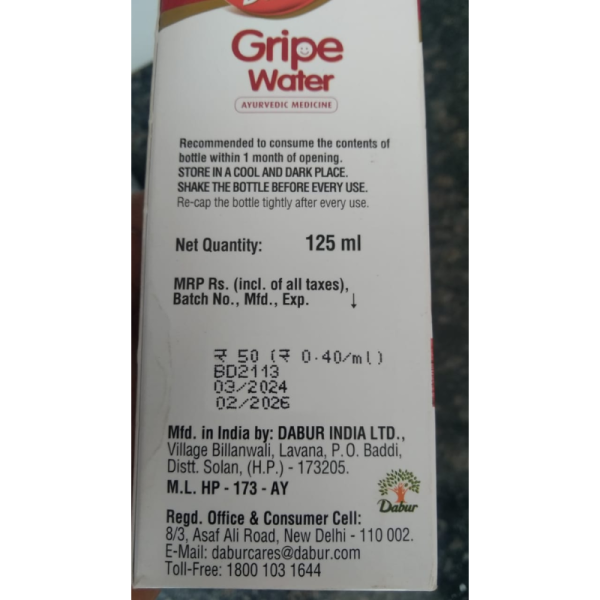 Gripe
Water
AYURVEDIC MEDICINE
Recommended to consume the contents of
bottle within 1 month of opening.
STORE IN A COOL AND DARK PLACE.
SHAKE THE BOTTLE BEFORE EVERY USE.
Re-cap the bottle tightly after every use.
Net Quantity: 125 ml
MRP Rs. (incl. of all taxes),
Batch No., Mfd., Exp. ↓
₹ 50 (₹ 0.40/ml)
BD2113
03/2024
02/2026
Mfd. in India by: DABUR INDIA LTD.,
Village Billanwali, Lavana, P.O. Baddi,
Distt. Solan, (H.P.) - 173205.
M.L. HP - 173 - AY
Dabur
Regd. Office & Consumer Cell:
8/3, Asaf Ali Road, New Delhi - 110 002.
E-Mail: daburcares@dabur.com
Toll-Free: 1800 103 1644